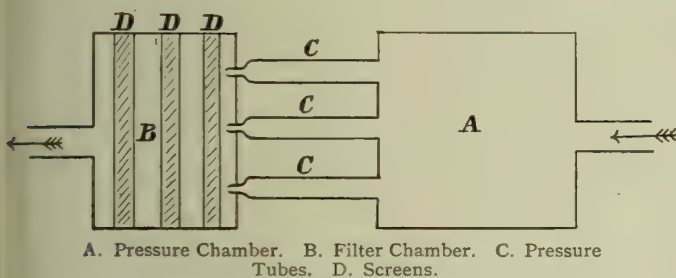 D D D
C
C
B
A
C
A. Pressure Chamber. B. Filter Chamber. C. Pressure
Tubes. D. Screens.